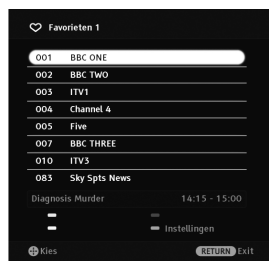 Favorieten 1
001 BBC ONE
002 BBC TWO
003 ITV1
004 Channel 4
005 Five
007 BBC THREE
010 ITV3
083 Sky Spts News
Diagnosis Murder 14:15 - 15:00
Instellingen
Kies RETURN Exit